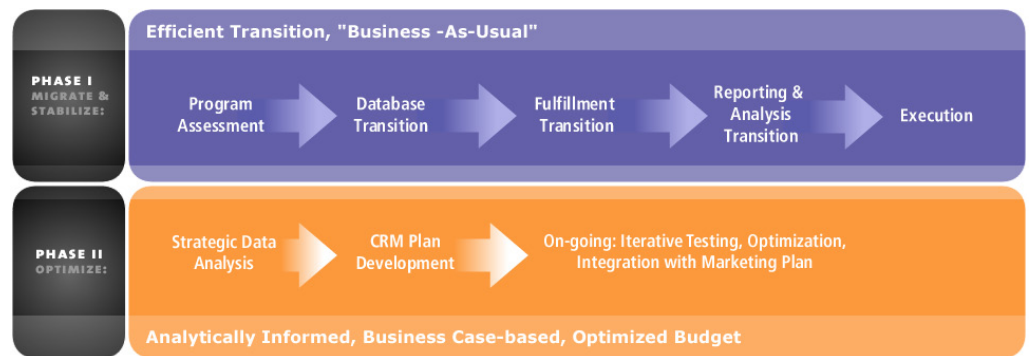 Efficient Transition, "Business -As-Usual"
PHASE I
MIGRATE &
STABILIZE:
Program
Assessment
Database
Transition
Fulfillment
Transition
Reporting &
Analysis
Transition
Execution
PHASE II
OPTIMIZE:
Strategic Data
Analysis
CRM Plan
Development
On-going: Iterative Testing, Optimization,
Integration with Marketing Plan
Analytically Informed, Business Case-based, Optimized Budget